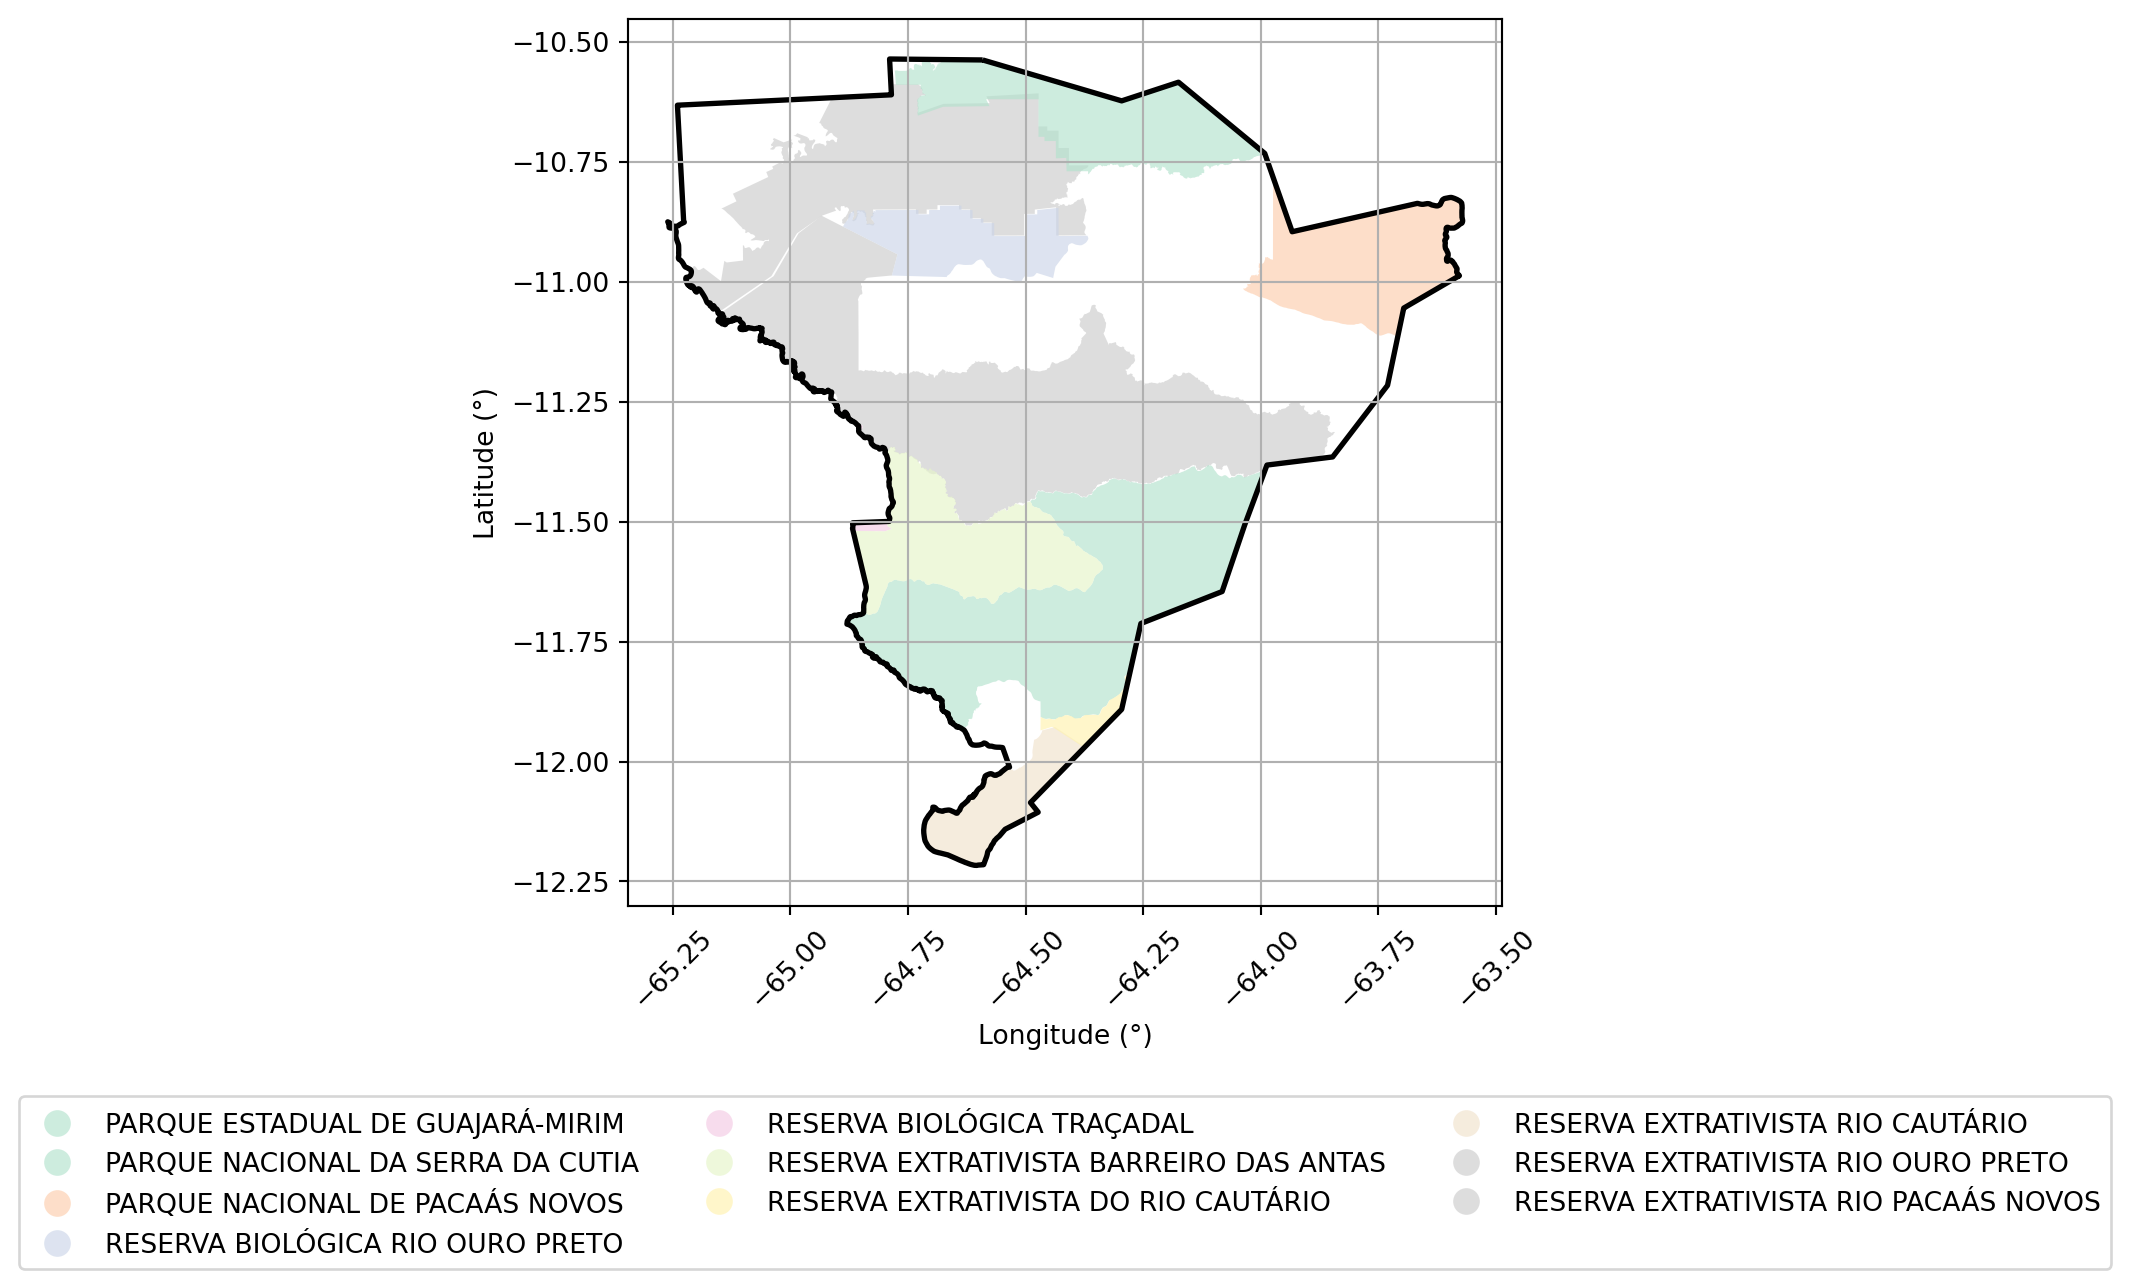 −10.50
−10.75
−11.00
−11.25
−11.50
−11.75
−12.00
−12.25
Latitude (°)
−65.25
−65.00
−64.75
−64.50
−64.25
−64.00
−63.75
−63.50
Longitude (°)
PARQUE ESTADUAL DE GUAJARÁ-MIRIM
PARQUE NACIONAL DA SERRA DA CUTIA
PARQUE NACIONAL DE PACAÁS NOVOS
RESERVA BIOLÓGICA RIO OURO PRETO
RESERVA BIOLÓGICA TRAÇADAL
RESERVA EXTRATIVISTA BARREIRO DAS ANTAS
RESERVA EXTRATIVISTA DO RIO CAUTÁRIO
RESERVA EXTRATIVISTA RIO CAUTÁRIO
RESERVA EXTRATIVISTA RIO OURO PRETO
RESERVA EXTRATIVISTA RIO PACAÁS NOVOS